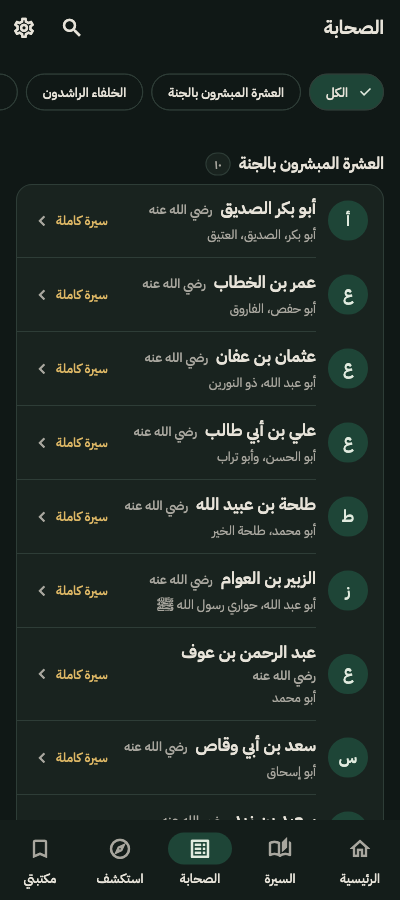 الصحابة
الكل
العشرة المبشرون بالجنة
الخلفاء الراشدون
العشرة المبشرون بالجنة ١٠
أ
أبو بكر الصديق رضي الله عنه
أبو بكر، الصديق، العتيق
سيرة كاملة
ع
عمر بن الخطاب رضي الله عنه
أبو حفص، الفاروق
سيرة كاملة
ع
عثمان بن عفان رضي الله عنه
أبو عبد الله، ذو النورين
سيرة كاملة
ع
علي بن أبي طالب رضي الله عنه
أبو الحسن، وأبو تراب
سيرة كاملة
ط
طلحة بن عبيد الله رضي الله عنه
أبو محمد، طلحة الخير
سيرة كاملة
ز
الزبير بن العوام رضي الله عنه
أبو عبد الله، حواري رسول الله ﷺ
سيرة كاملة
ع
عبد الرحمن بن عوف
رضي الله عنه
أبو محمد
سيرة كاملة
س
سعد بن أبي وقاص رضي الله عنه
أبو إسحاق
سيرة كاملة
الرئيسية
السيرة
الصحابة
استكشف
مكتبتي